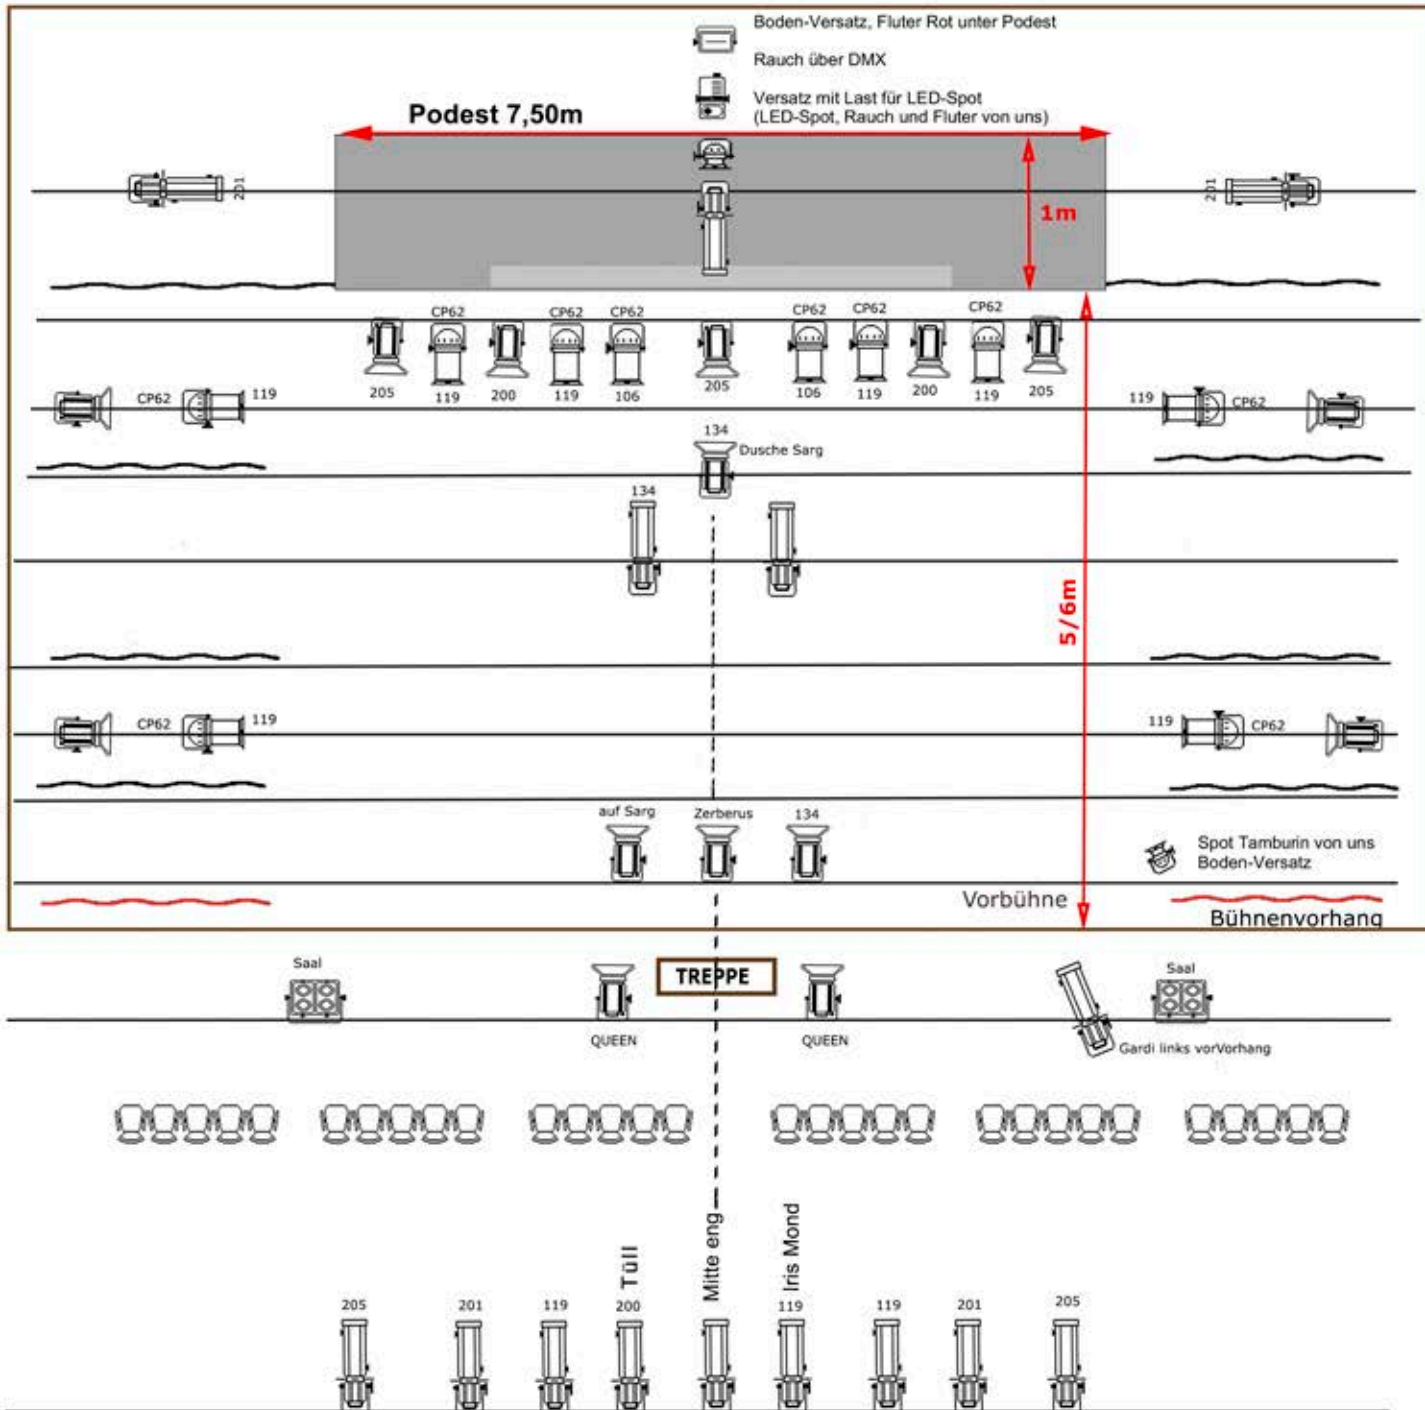 Boden-Versatz, Fluter Rot unter Podest
Rauch über DMX
Versatz mit Last für LED-Spot
(LED-Spot, Rauch und Fluter von uns)
Podest 7,50m
201
201
1m
CP62
CP62
CP62
CP62
CP62
CP62
205
119
200
119
106
205
106
119
200
119
205
CP62
119
119
CP62
134
Dusche Sarg
134
5/6m
CP62
119
119
CP62
auf Sarg
Zerberus
134
Spot Tamburin von uns
Boden-Versatz
Vorbühne
Bühnenvorhang
Saal
TREPPE
Saal
QUEEN
QUEEN
Gardi links vorVorhang
Tüll
Mitte eng
Iris Mond
205
201
119
200
119
119
201
205